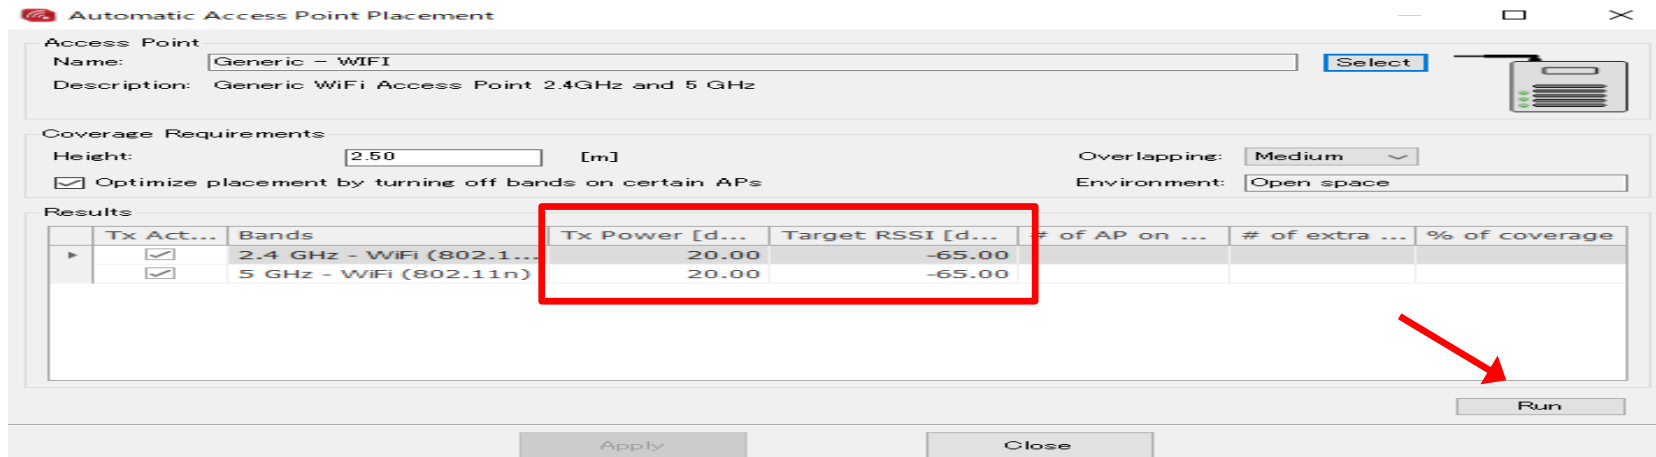 Automatic Access Point Placement
Access Point
Name: Generic - WIFI Select
Description: Generic WiFi Access Point 2.4GHz and 5 GHz
Coverage Requirements
Height: 2.50 [m] Overlapping: Medium
Optimize placement by turning off bands on certain APs Environment: Open space
Results
Tx Act... Bands Tx Power [d... Target RSSI [d... # of AP on ... # of extra ... % of coverage
2.4 GHz - WiFi (802.1... 20.00 -65.00
5 GHz - WiFi (802.11n) 20.00 -65.00
Run
Apply Close